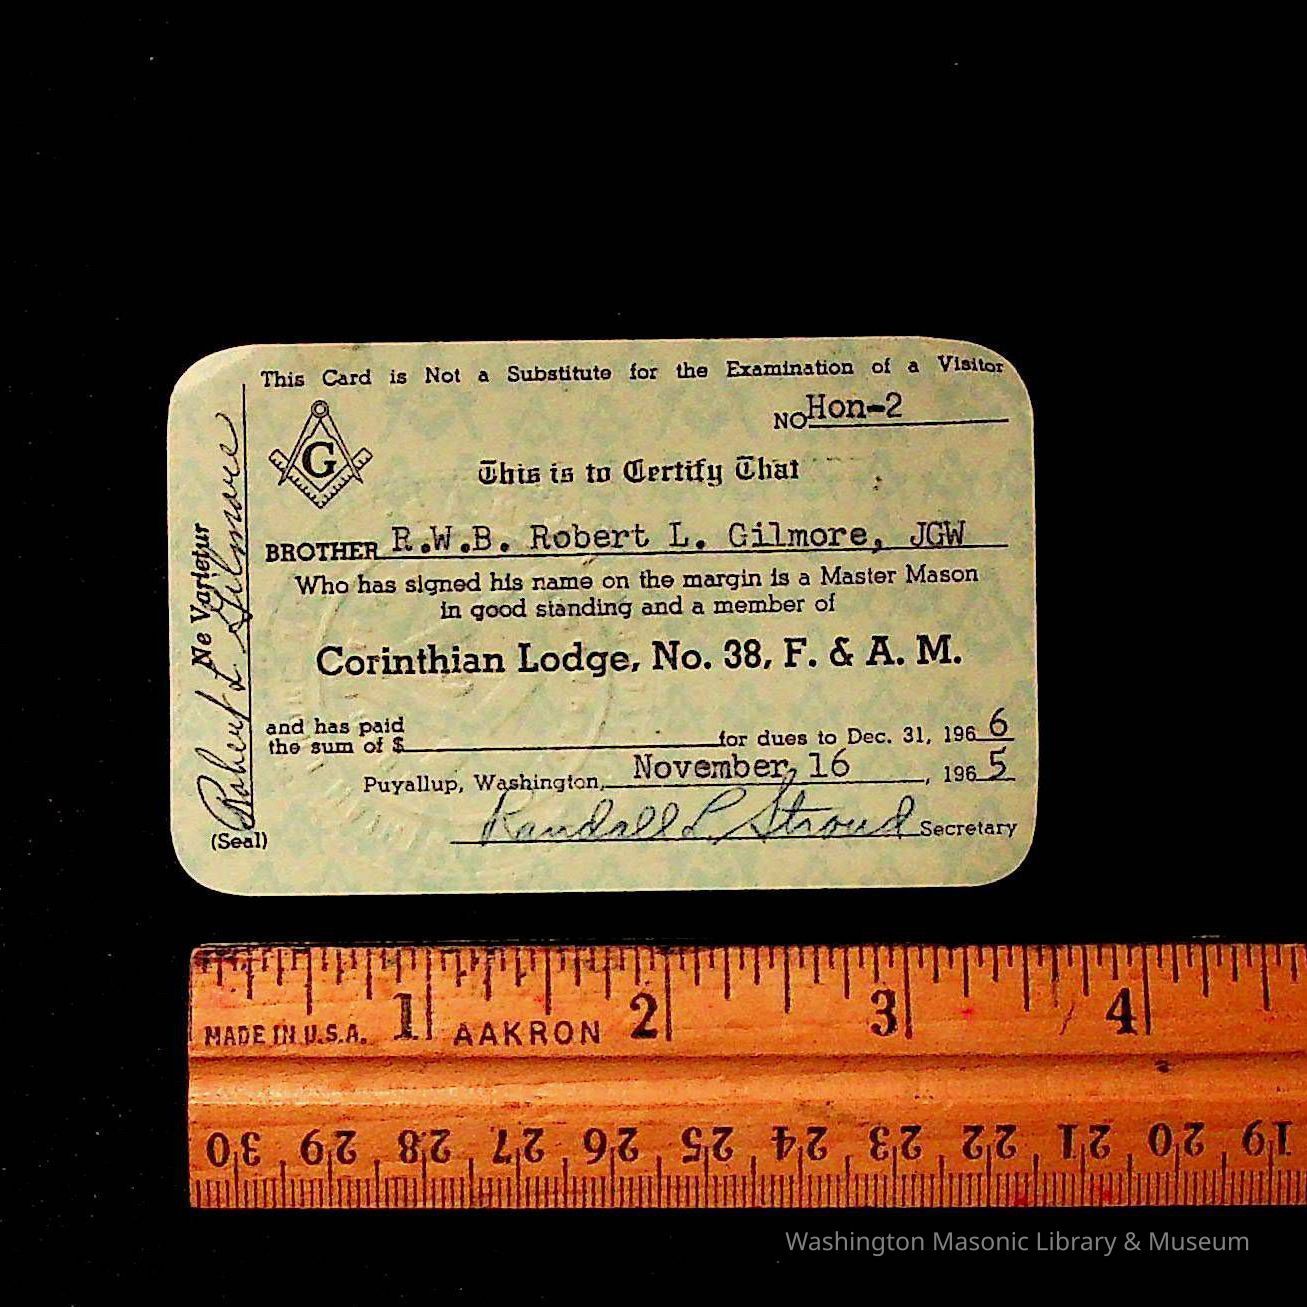 This Card is Not a Substitute for the Examination of a Visitor
G
NO Hon-2
This is to Certify That
BROTHER R.W.B. Robert L. Gilmore, JGW
Who has signed his name on the margin is a Master Mason
in good standing and a member of
Corinthian Lodge, No. 38, F. & A. M.
and has paid
the sum of $ for dues to Dec. 31, 1966
Puyallup, Washington, November, 16, 1965
Randall L. Stroud Secretary
(Seal)
Ne Varietur
Robert L Gilmore
1 2 3 4
MADE IN U.S.A. AAKRON
30 29 28 27 26 25 24 23 22 21 20 19
Washington Masonic Library & Museum